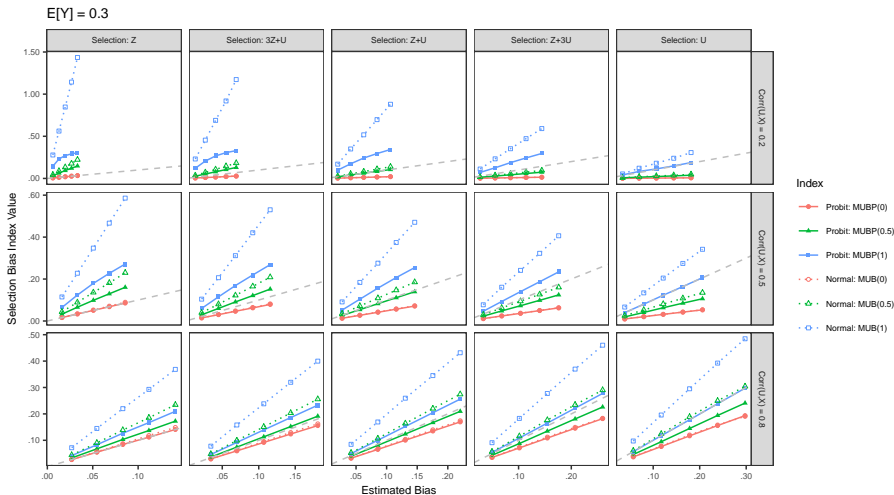 E[Y] = 0.3
Selection: Z
Selection: 3Z+U
Selection: Z+U
Selection: Z+3U
Selection: U
1.50
1.00
.50
.00
Corr(U,X) = 0.2
.60
.40
.20
.00
Corr(U,X) = 0.5
.50
.40
.30
.20
.10
Corr(U,X) = 0.8
Selection Bias Index Value
.00 .05 .10
.05 .10 .15
.05 .10 .15 .20
.10 .20
.10 .20 .30
Estimated Bias
Index
Probit: MUBP(0)
Probit: MUBP(0.5)
Probit: MUBP(1)
Normal: MUB(0)
Normal: MUB(0.5)
Normal: MUB(1)